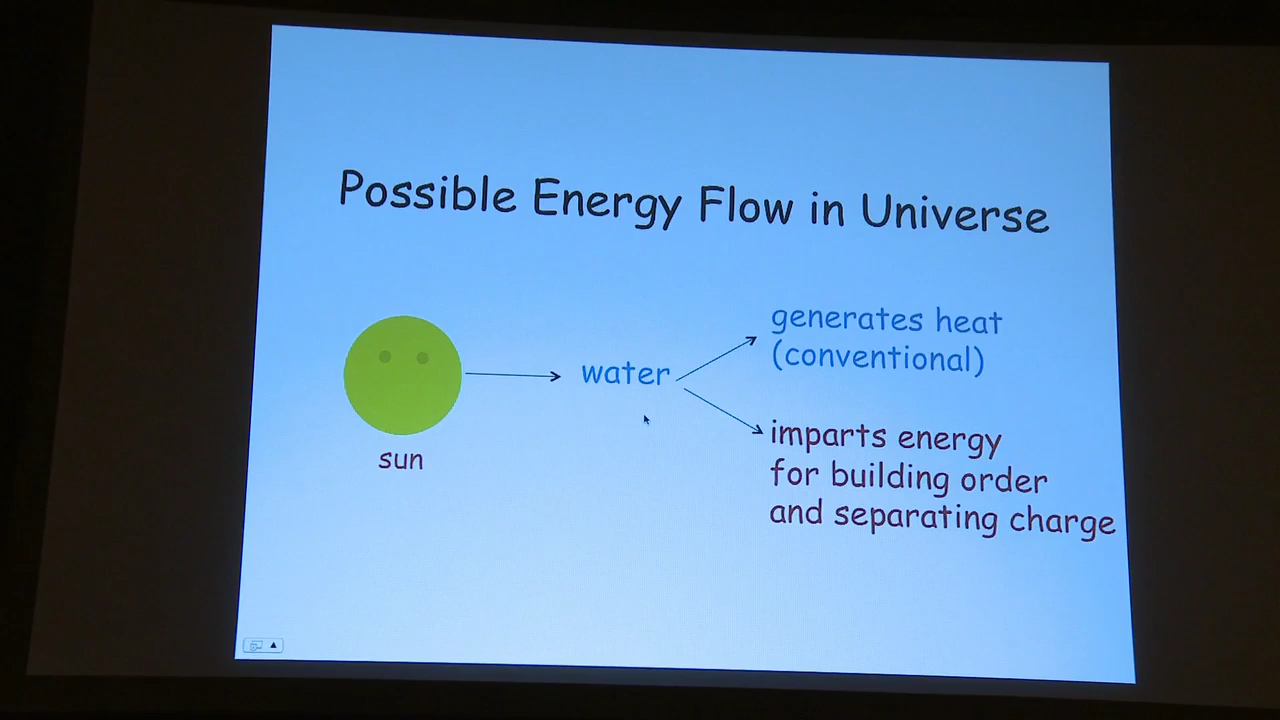 Possible Energy Flow in Universe
generates heat
(conventional)
water
imparts energy
for building order
and separating charge
sun